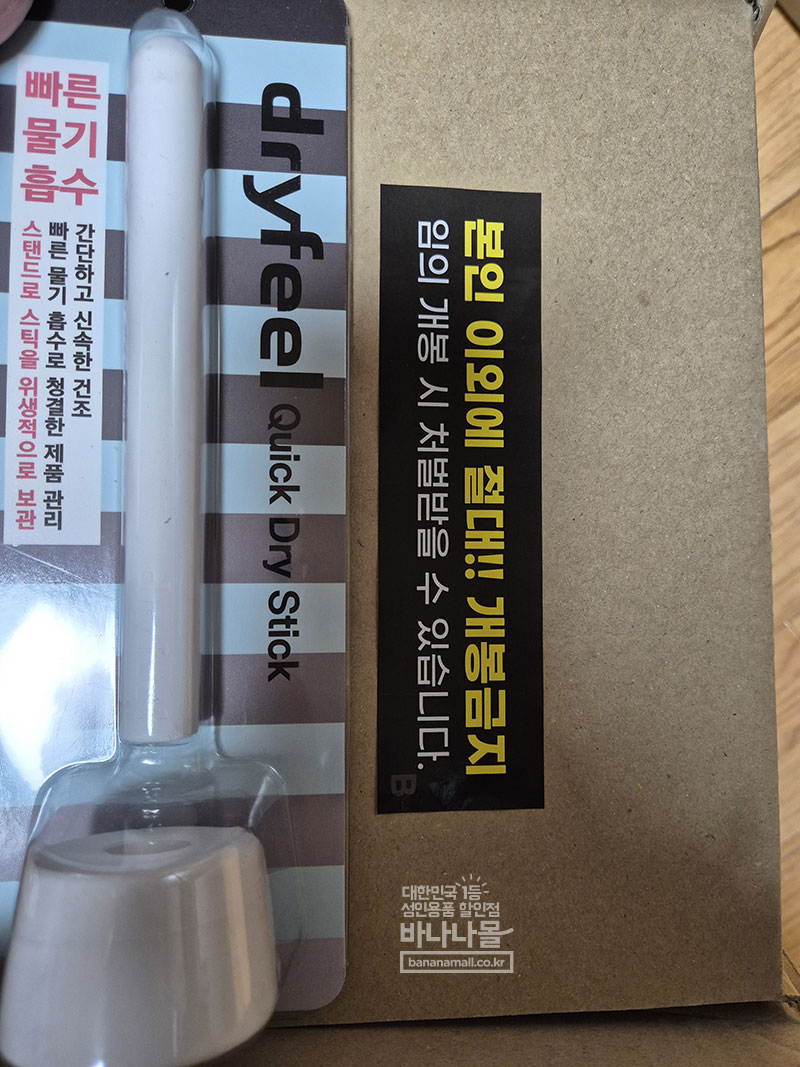 빠른
물기
흡수
간단하고 신속한 건조
빠른 물기 흡수로 청결한 제품 관리
스탠드로 스틱을 위생적으로 보관
dryfeel Quick Dry Stick
본인 이외에 절대!! 개봉금지
임의 개봉 시 처벌받을 수 있습니다.
B
대한민국 1등
성인용품 할인점
바나나몰
bananamall.co.kr